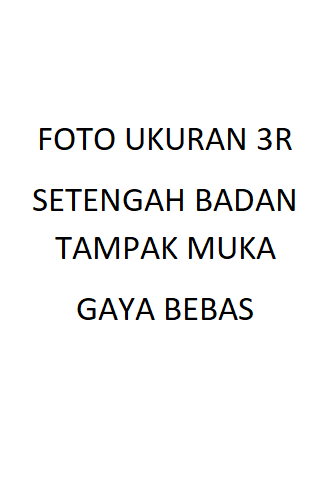 FOTO UKURAN 3R
SETENGAH BADAN
TAMPAK MUKA
GAYA BEBAS